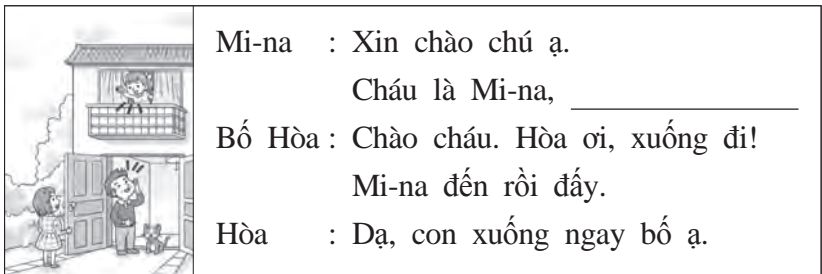 Mi-na : Xin chào chú ạ.
Cháu là Mi-na, ____________
Bố Hòa : Chào cháu. Hòa ơi, xuống đi!
Mi-na đến rồi đấy.
Hòa : Dạ, con xuống ngay bố ạ.